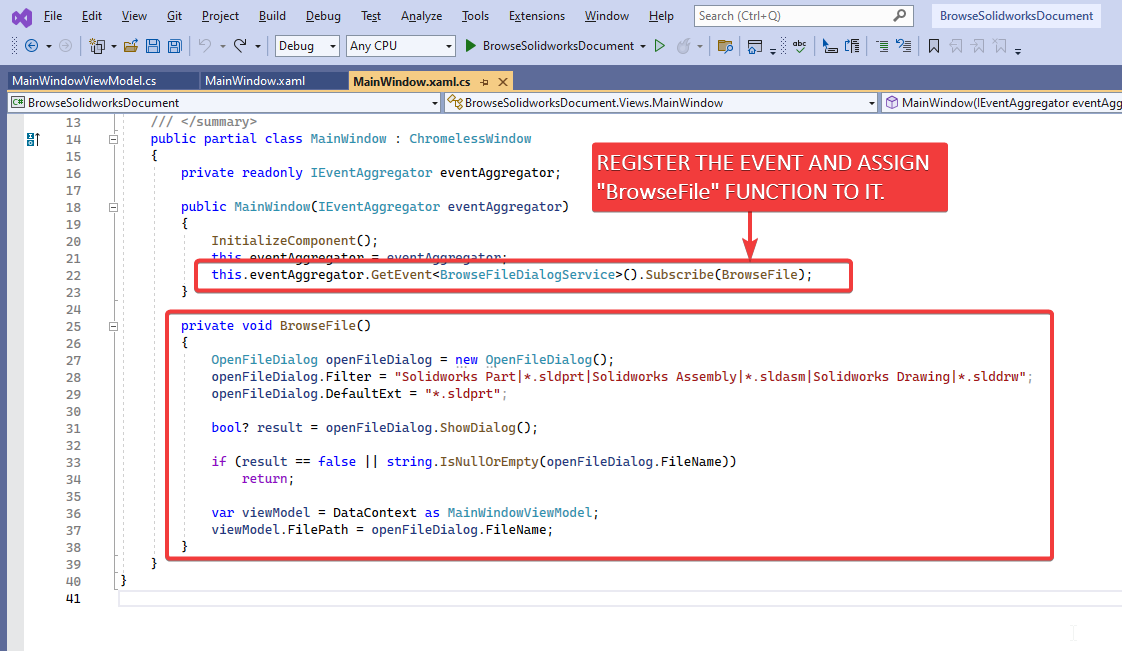 File Edit View Git Project Build Debug Test Analyze Tools Extensions Window Help Search (Ctrl+Q) BrowseSolidworksDocument
Debug Any CPU BrowseSolidworksDocument abc
MainWindowViewModel.cs MainWindow.xaml MainWindow.xaml.cs
C# BrowseSolidworksDocument BrowseSolidworksDocument.Views.MainWindow MainWindow(IEventAggregator eventAgg
13 /// </summary>
14 public partial class MainWindow : ChromelessWindow
15 {
16 private readonly IEventAggregator eventAggregator;
17
18 public MainWindow(IEventAggregator eventAggregator)
19 {
20 InitializeComponent();
21 this.eventAggregator = eventAggregator;
22 this.eventAggregator.GetEvent<BrowseFileDialogService>().Subscribe(BrowseFile);
23 }
24
25 private void BrowseFile()
26 {
27 OpenFileDialog openFileDialog = new OpenFileDialog();
28 openFileDialog.Filter = "Solidworks Part|*.sldprt|Solidworks Assembly|*.sldasm|Solidworks Drawing|*.slddrw";
29 openFileDialog.DefaultExt = "*.sldprt";
30
31 bool? result = openFileDialog.ShowDialog();
32
33 if (result == false || string.IsNullOrEmpty(openFileDialog.FileName))
34 return;
35
36 var viewModel = DataContext as MainWindowViewModel;
37 viewModel.FilePath = openFileDialog.FileName;
38 }
39 }
40 }
41
REGISTER THE EVENT AND ASSIGN
"BrowseFile" FUNCTION TO IT.